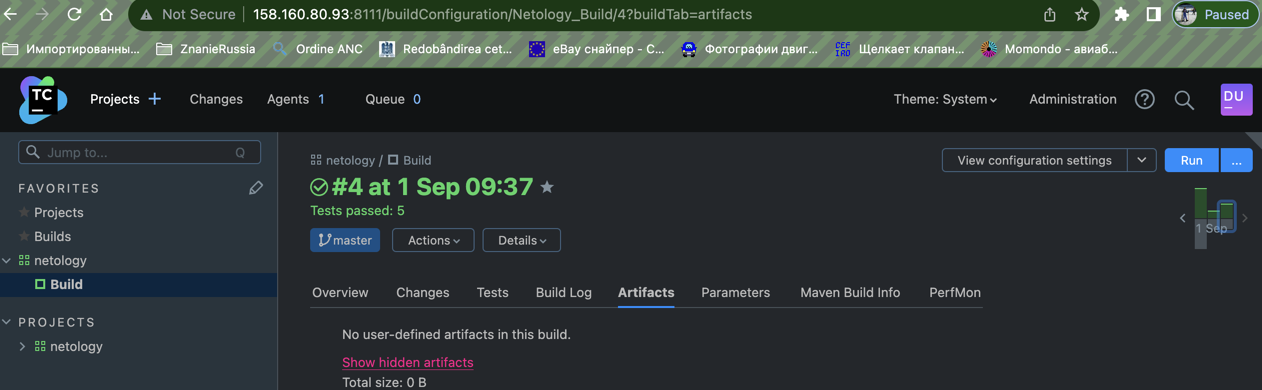 Not Secure | 158.160.80.93:8111/buildConfiguration/Netology_Build/4?buildTab=artifacts
Paused
Импортированны... ZnanieRussia Ordine ANC Redobândirea cet... eBay снайпер - С... Фотографии двиг... Щелкает клапан... Momondo - авиаб...
TC Projects + Changes Agents 1 Queue 0 Theme: System Administration ? DU
Jump to... Q
FAVORITES
Projects
Builds
netology
Build
PROJECTS
netology
netology / Build
View configuration settings Run ...
#4 at 1 Sep 09:37
Tests passed: 5
1 Sep
master Actions Details
Overview Changes Tests Build Log Artifacts Parameters Maven Build Info PerfMon
No user-defined artifacts in this build.
Show hidden artifacts
Total size: 0 B